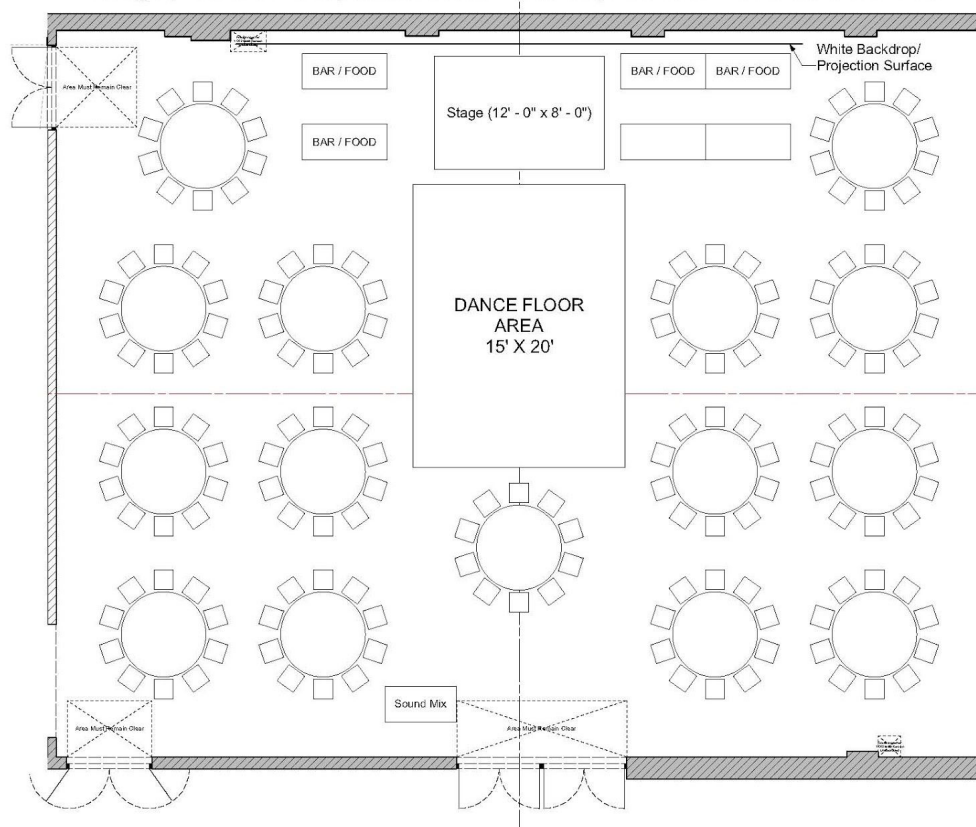 White Backdrop/
Projection Surface
BAR / FOOD
BAR / FOOD
BAR / FOOD
Area Must Remain Clear
Stage (12' - 0" x 8' - 0")
BAR / FOOD
DANCE FLOOR
AREA
15' X 20'
Sound Mix
Area Must Remain Clear
Area Must Remain Clear